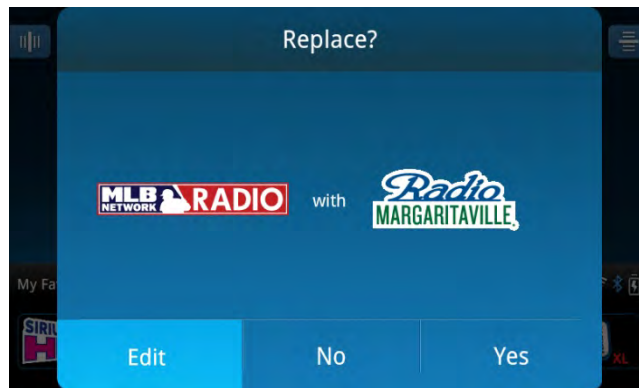 Replace?
MLB NETWORK RADIO
with
Radio
MARGARITAVILLE
My Fa
SIRIU
H
XL
Edit
No
Yes